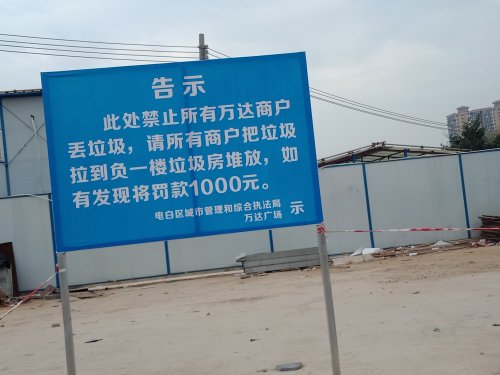 告示
此处禁止所有万达商户
丢垃圾，请所有商户把垃圾
拉到负一楼垃圾房堆放，如
有发现将罚款1000元。
电白区城市管理和综合执法局
万达广场 示